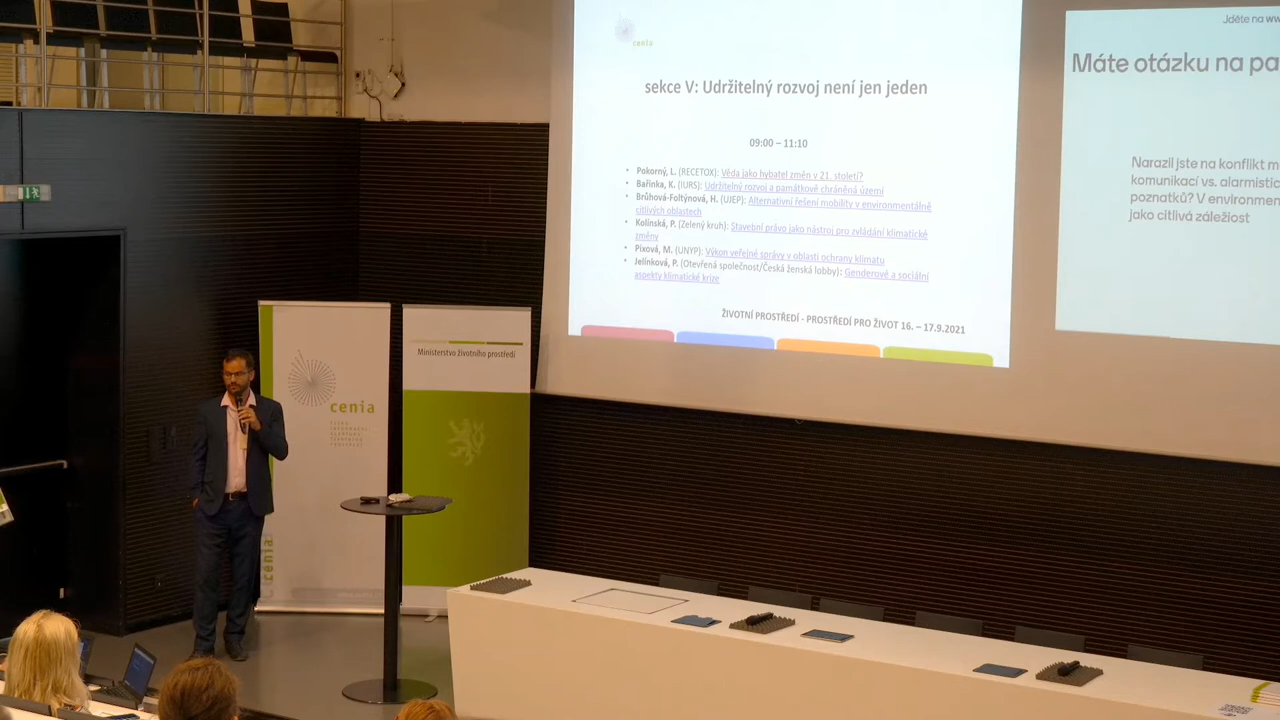 cenia
sekce V: Udržitelný rozvoj není jen jeden
09:00 – 11:10
• Pokorný, L. (RECETOX): Věda jako hybatel změn v 21. století?
• Bařinka, K. (IURS): Udržitelný rozvoj a památkově chráněná území
• Brůhová-Foltýnová, H. (UJEP): Alternativní řešení mobility v environmentálně
citlivých oblastech
• Kolínská, P. (Zelený kruh): Stavební právo jako nástroj pro zvládání klimatické
změny
• Pixová, M. (UNYP): Výkon veřejné správy v oblasti ochrany klimatu
• Jelínková, P. (Otevřená společnost/Česká ženská lobby): Genderové a sociální
aspekty klimatické krize
ŽIVOTNÍ PROSTŘEDÍ - PROSTŘEDÍ PRO ŽIVOT 16. – 17.9.2021
Jděte na ww
Máte otázku na pa
Narazil jste na konflikt m
komunikací vs. alarmistic
poznatků? V environmen
jako citlivá záležiost
Ministerstvo životního prostředí
cenia
cenia